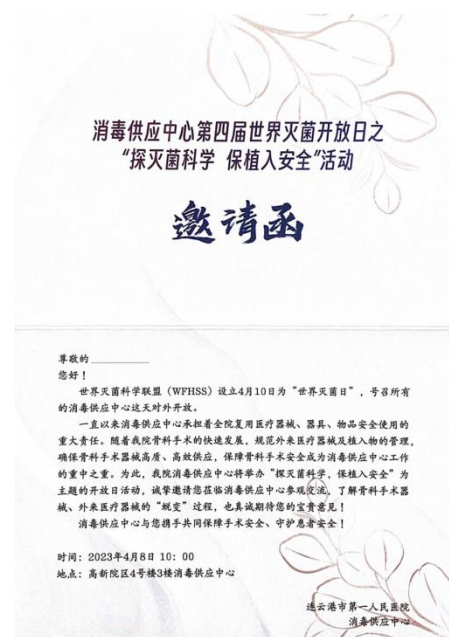 消毒供应中心第四届世界灭菌开放日之
“探灭菌科学 保植入安全”活动
邀请函
尊敬的
您好！
世界灭菌科学联盟（WFHSS）设立4月10日为“世界灭菌日”，号召所有
的消毒供应中心这天对外开放。
一直以来消毒供应中心承担着全院复用医疗器械、器具、物品安全使用的
重大责任。随着我院骨科手术的快速发展，规范外来医疗器械及植入物的管理，
确保骨科手术器械高质、高效供应，保障骨科手术安全成为消毒供应中心工作
的重中之重。为此，我院消毒供应中心将举办“探灭菌科学，保植入安全”为
主题的开放日活动，诚挚邀请您莅临消毒供应中心参观交流，了解骨科手术器
械、外来医疗器械的“蜕变”过程，也真诚期待您的宝贵意见！
消毒供应中心与您携手共同保障手术安全、守护患者安全！
时间：2023年4月8日 10：00
地点：高新院区4号楼3楼消毒供应中心
连云港市第一人民医院
消毒供应中心